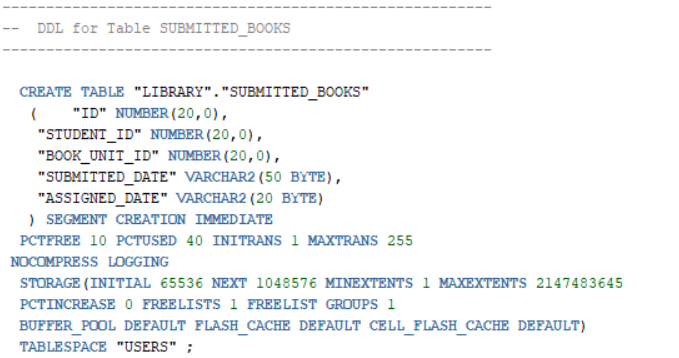 --------------------------------------------------------
--  DDL for Table SUBMITTED_BOOKS
--------------------------------------------------------
CREATE TABLE "LIBRARY"."SUBMITTED_BOOKS"
(    "ID" NUMBER(20,0),
"STUDENT_ID" NUMBER(20,0),
"BOOK_UNIT_ID" NUMBER(20,0),
"SUBMITTED_DATE" VARCHAR2(50 BYTE),
"ASSIGNED_DATE" VARCHAR2(20 BYTE)
) SEGMENT CREATION IMMEDIATE
PCTFREE 10 PCTUSED 40 INITRANS 1 MAXTRANS 255
NOCOMPRESS LOGGING
STORAGE(INITIAL 65536 NEXT 1048576 MINEXTENTS 1 MAXEXTENTS 2147483645
PCTINCREASE 0 FREELISTS 1 FREELIST GROUPS 1
BUFFER_POOL DEFAULT FLASH_CACHE DEFAULT CELL_FLASH_CACHE DEFAULT)
TABLESPACE "USERS" ;